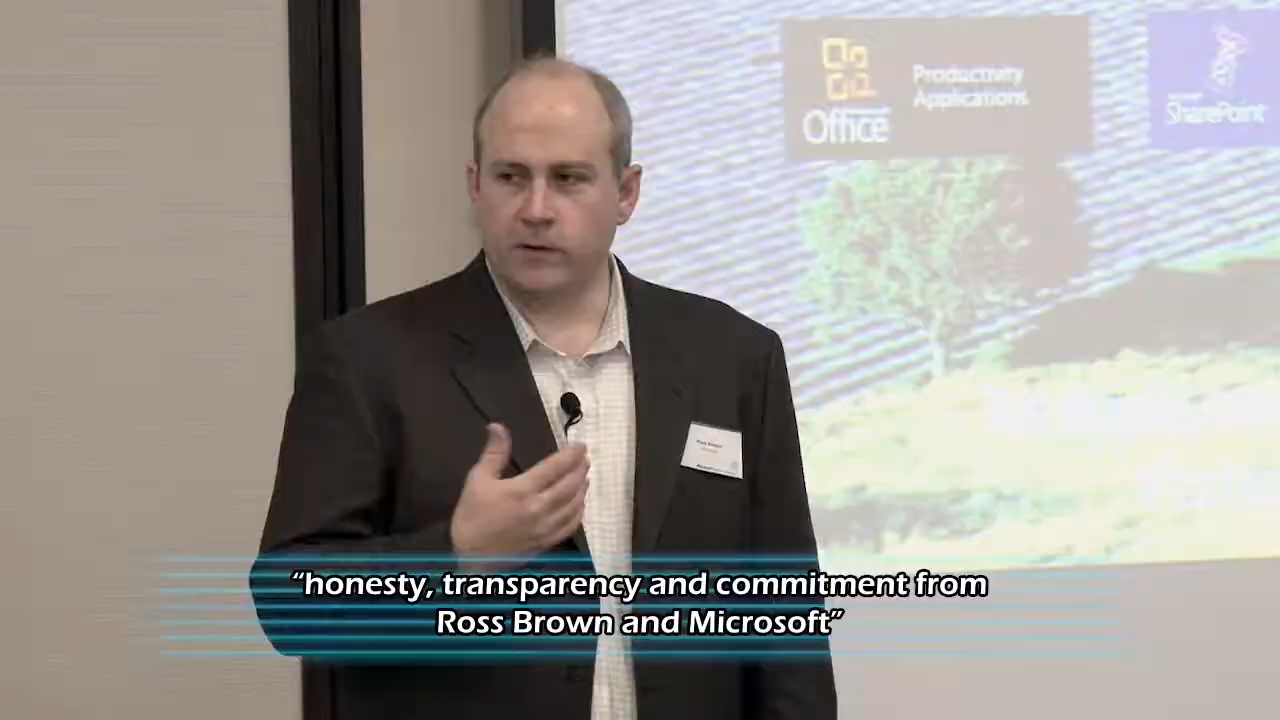 Productivity
Applications
Office
SharePoint
“honesty, transparency and commitment from
Ross Brown and Microsoft”